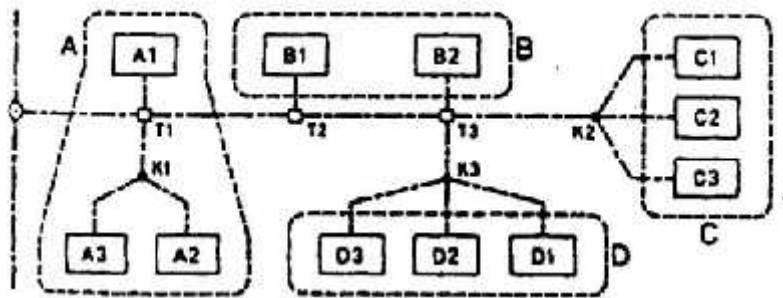 A A1 B1 B2 B C1
T1 T2 T3 K2 C2
K1 K3 C3
A3 A2 D3 D2 D1 D C